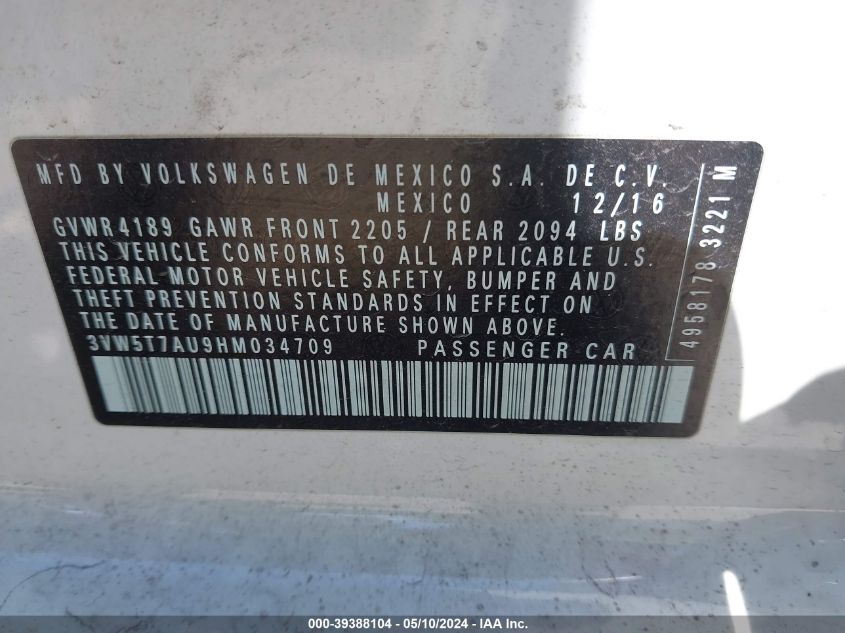 MFD BY VOLKSWAGEN DE MEXICO S.A. DE C.V.
MEXICO 12/16
GVWR4189 GAWR FRONT 2205 / REAR 2094 LBS
THIS VEHICLE CONFORMS TO ALL APPLICABLE U.S.
FEDERAL MOTOR VEHICLE SAFETY, BUMPER AND
THEFT PREVENTION STANDARDS IN EFFECT ON
THE DATE OF MANUFACTURE SHOWN ABOVE.
3VW5T7AU9HM034709 PASSENGER CAR
4958178 3221 M
000-39388104 - 05/10/2024 - IAA Inc.